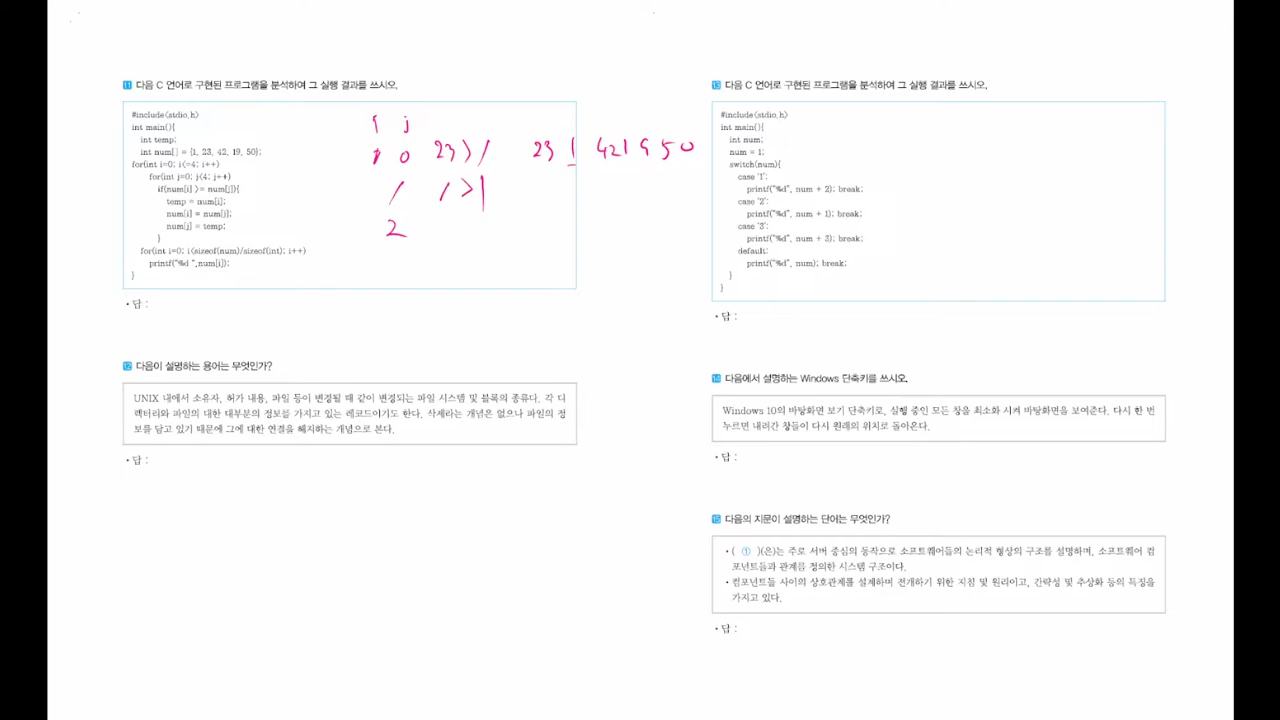 11 다음 C 언어로 구현된 프로그램을 분석하여 그 실행 결과를 쓰시오.
#include<stdio.h>
int main(){
int temp;
int num[] = {1, 23, 42, 19, 50};
for(int i=0; i<=4; i++)
for(int j=0; j<4; j++)
if(num[i] >= num[j]){
temp = num[i];
num[i] = num[j];
num[j] = temp;
}
for(int i=0; i<sizeof(num)/sizeof(int); i++)
printf("%d ",num[i]);
}
i j
1 0 23 > 1 23 1 42 19 50
1 1 > 1
2
• 답 :
12 다음이 설명하는 용어는 무엇인가?
UNIX 내에서 소유자, 허가 내용, 파일 등이 변경될 때 같이 변경되는 파일 시스템 및 블록의 종류다. 각 디
렉터리와 파일의 대한 대부분의 정보를 가지고 있는 레코드이기도 한다. 삭제라는 개념은 없으나 파일의 정
보를 담고 있기 때문에 그에 대한 연결을 해지하는 개념으로 본다.
• 답 :
13 다음 C 언어로 구현된 프로그램을 분석하여 그 실행 결과를 쓰시오.
#include<stdio.h>
int main(){
int num;
num = 1;
switch(num){
case '1':
printf("%d", num + 2); break;
case '2':
printf("%d", num + 1); break;
case '3':
printf("%d", num + 3); break;
default:
printf("%d", num); break;
}
}
• 답 :
14 다음에서 설명하는 Windows 단축키를 쓰시오.
Windows 10의 바탕화면 보기 단축키로, 실행 중인 모든 창을 최소화 시켜 바탕화면을 보여준다. 다시 한 번
누르면 내려간 창들이 다시 원래의 위치로 돌아온다.
• 답 :
15 다음의 지문이 설명하는 단어는 무엇인가?
• ( ① )(은)는 주로 서버 중심의 동작으로 소프트웨어들의 논리적 형상의 구조를 설명하며, 소프트웨어 컴
포넌트들과 관계를 정의한 시스템 구조이다.
• 컴포넌트들 사이의 상호관계를 설계하며 전개하기 위한 지침 및 원리이고, 간략성 및 추상화 등의 특징을
가지고 있다.
• 답 :